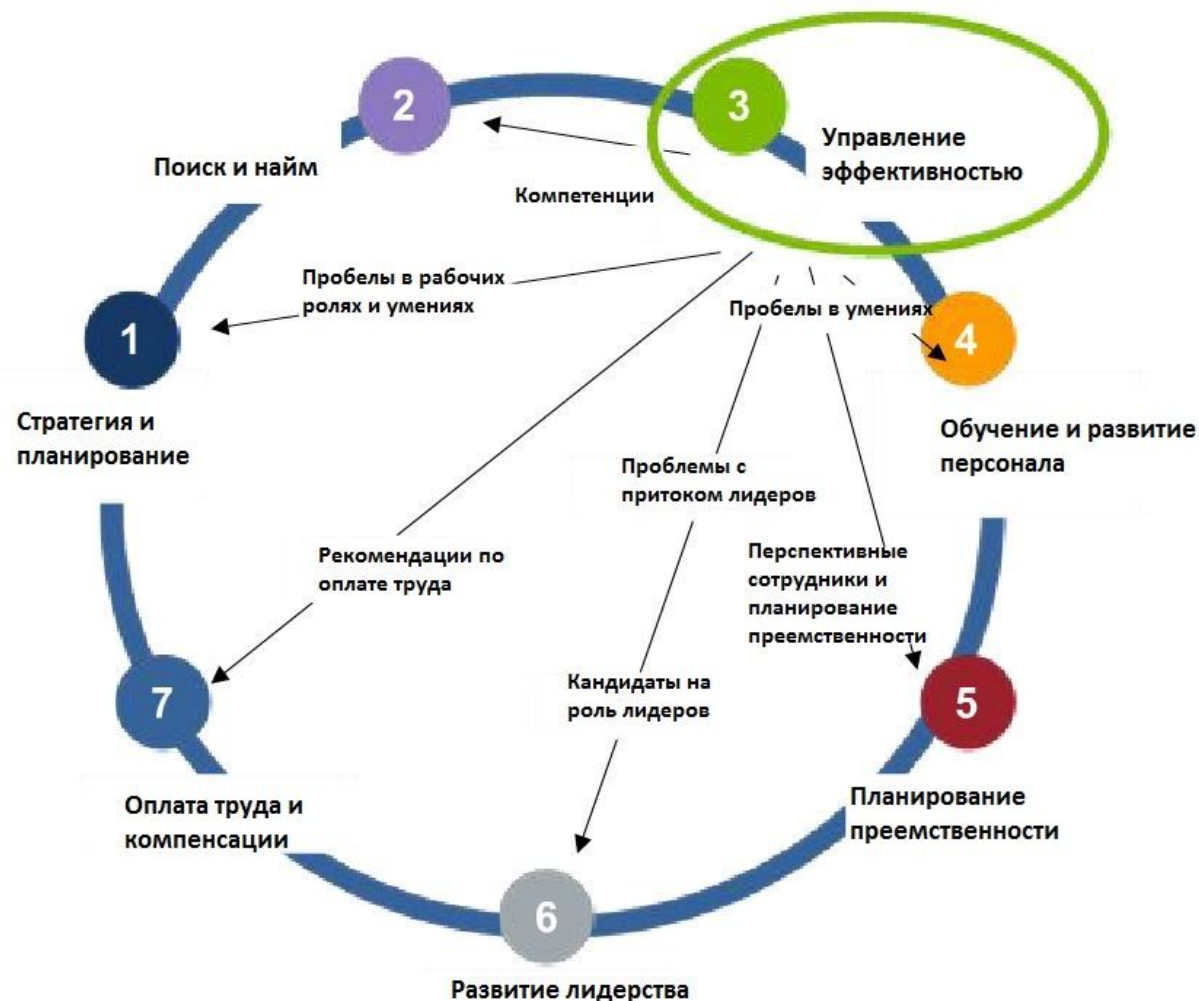 2
3
Управление
эффективностью
Поиск и найм
Компетенции
Пробелы в рабочих
ролях и умениях
Пробелы в умениях
1
4
Стратегия и
планирование
Обучение и развитие
персонала
Проблемы с
притоком лидеров
Рекомендации по
оплате труда
Перспективные
сотрудники и
планирование
преемственности
Кандидаты на
роль лидеров
7
5
Оплата труда и
компенсации
Планирование
преемственности
6
Развитие лидерства